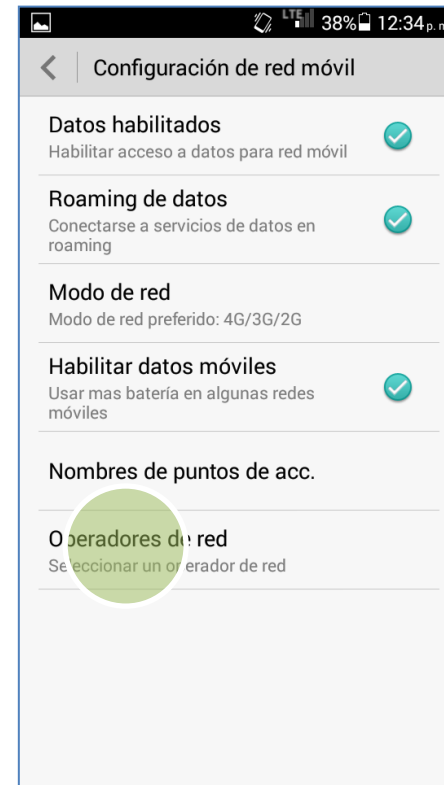 LTE 38% 12:34 p. m
Configuración de red móvil
Datos habilitados
Habilitar acceso a datos para red móvil
Roaming de datos
Conectarse a servicios de datos en
roaming
Modo de red
Modo de red preferido: 4G/3G/2G
Habilitar datos móviles
Usar mas batería en algunas redes
móviles
Nombres de puntos de acc.
Operadores de red
Seleccionar un operador de red